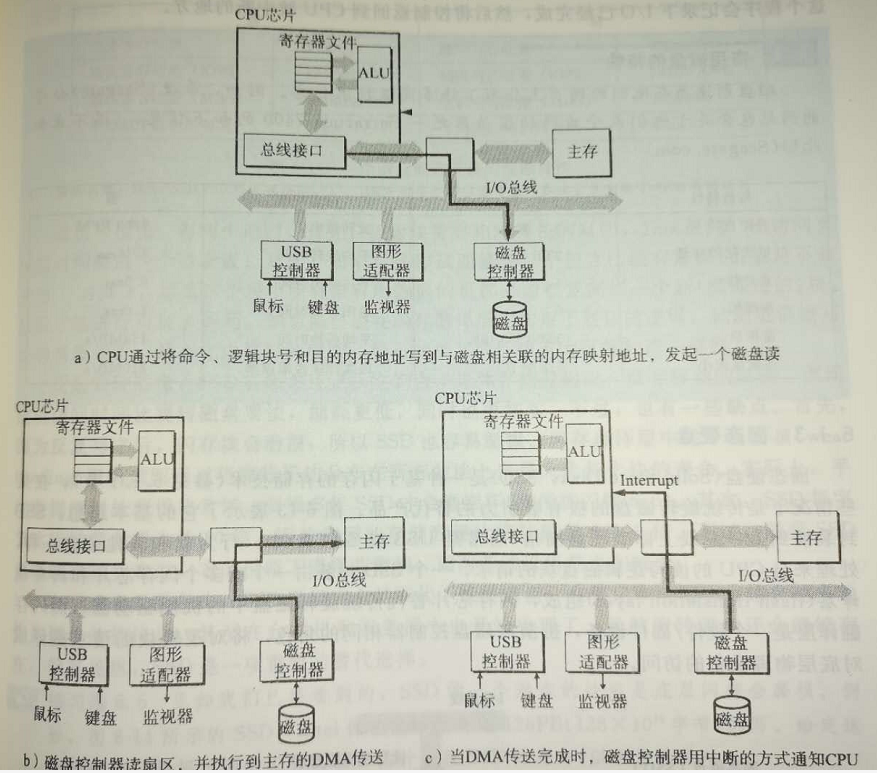 CPU芯片
寄存器文件
ALU
总线接口
主存
I/O总线
USB
控制器
图形
适配器
磁盘
控制器
鼠标 键盘 监视器
磁盘
a）CPU通过将命令、逻辑块号和目的内存地址写到与磁盘相关联的内存映射地址，发起一个磁盘读
CPU芯片
寄存器文件
ALU
总线接口
主存
I/O总线
USB
控制器
图形
适配器
磁盘
控制器
鼠标 键盘 监视器
磁盘
b）磁盘控制器读扇区，并执行到主存的DMA传送
CPU芯片
寄存器文件
ALU
Interrupt
总线接口
主存
I/O总线
USB
控制器
图形
适配器
磁盘
控制器
鼠标 键盘 监视器
磁盘
c）当DMA传送完成时，磁盘控制器用中断的方式通知CPU